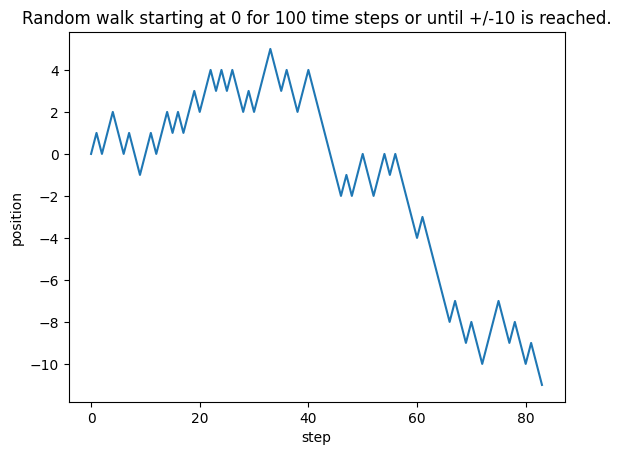 Random walk starting at 0 for 100 time steps or until +/-10 is reached.
4
2
0
−2
−4
−6
−8
−10
position
0 20 40 60 80
step